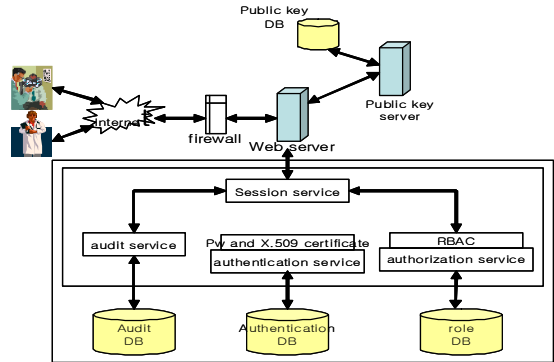 Public key
DB
Public key
server
Internet
firewall
Web server
Session service
audit service
Pw and X.509 certificate
authentication service
RBAC
authorization service
Audit
DB
Authentication
DB
role
DB